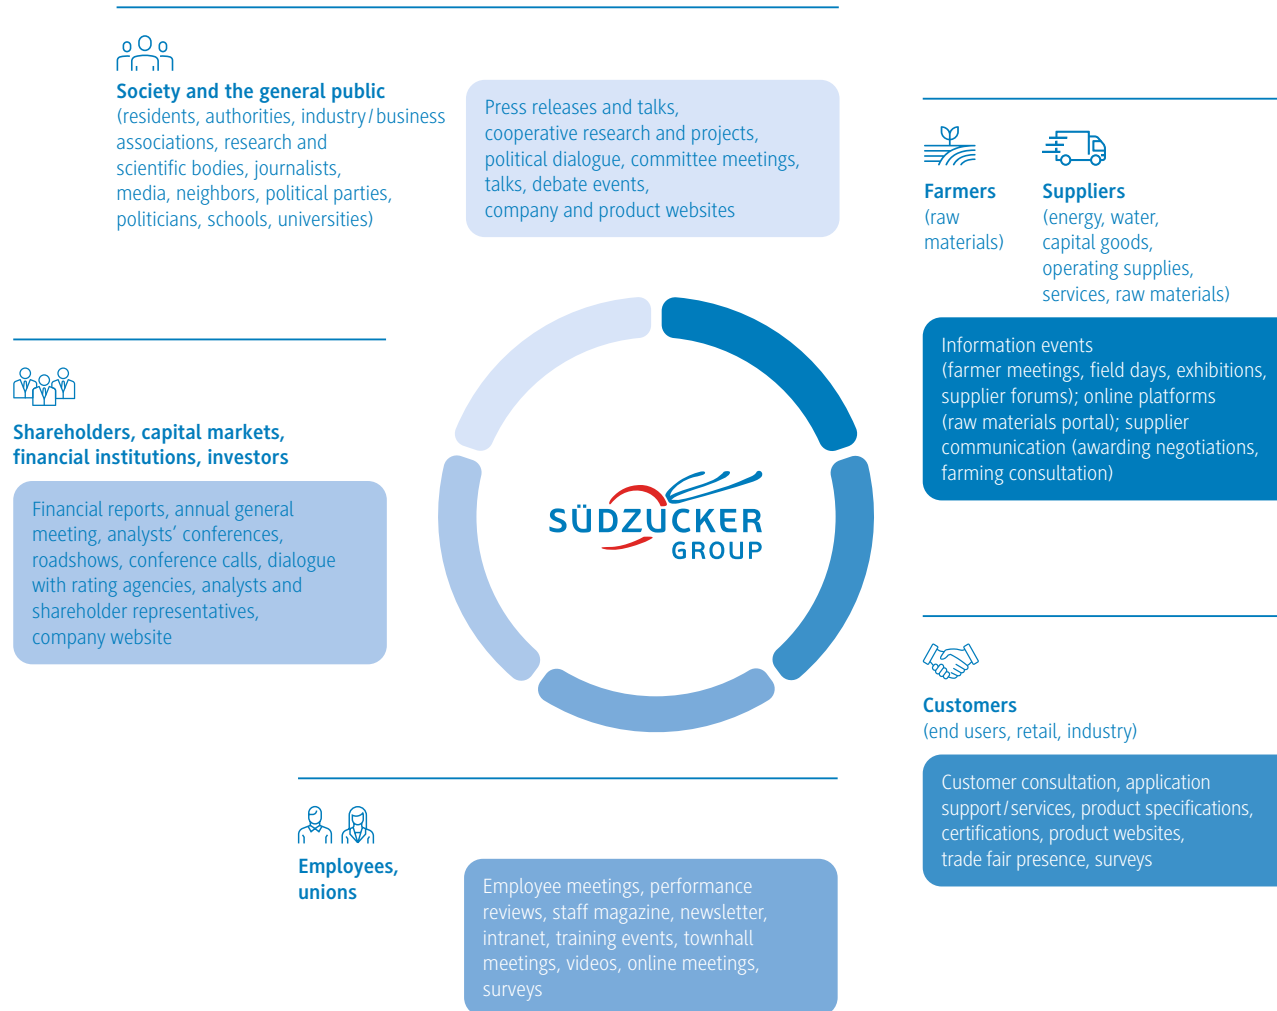 Society and the general public
(residents, authorities, industry/business
associations, research and
scientific bodies, journalists,
media, neighbors, political parties,
politicians, schools, universities)
Press releases and talks,
cooperative research and projects,
political dialogue, committee meetings,
talks, debate events,
company and product websites
Farmers
(raw
materials)
Suppliers
(energy, water,
capital goods,
operating supplies,
services, raw materials)
Information events
(farmer meetings, field days, exhibitions,
supplier forums); online platforms
(raw materials portal); supplier
communication (awarding negotiations,
farming consultation)
Shareholders, capital markets,
financial institutions, investors
Financial reports, annual general
meeting, analysts‘ conferences,
roadshows, conference calls, dialogue
with rating agencies, analysts and
shareholder representatives,
company website
SÜDZUCKER
GROUP
Customers
(end users, retail, industry)
Customer consultation, application
support/services, product specifications,
certifications, product websites,
trade fair presence, surveys
Employees,
unions
Employee meetings, performance
reviews, staff magazine, newsletter,
intranet, training events, townhall
meetings, videos, online meetings,
surveys